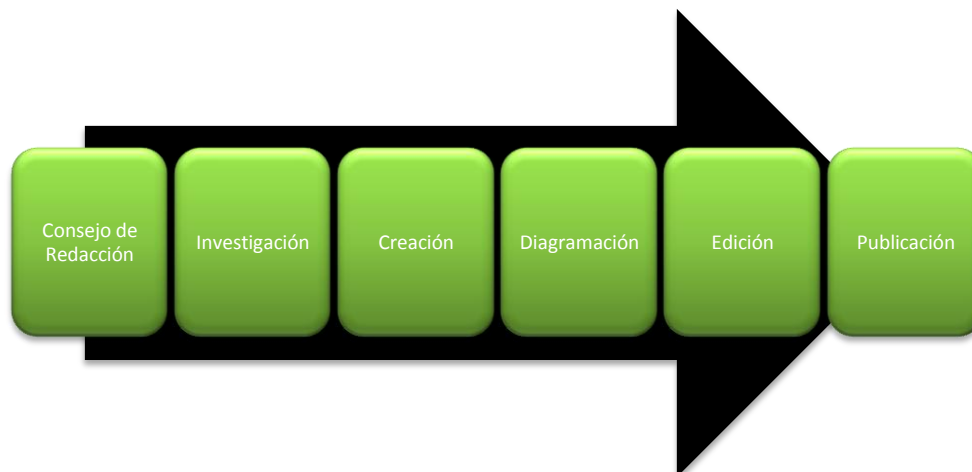 Consejo de
Redacción
Investigación
Creación
Diagramación
Edición
Publicación